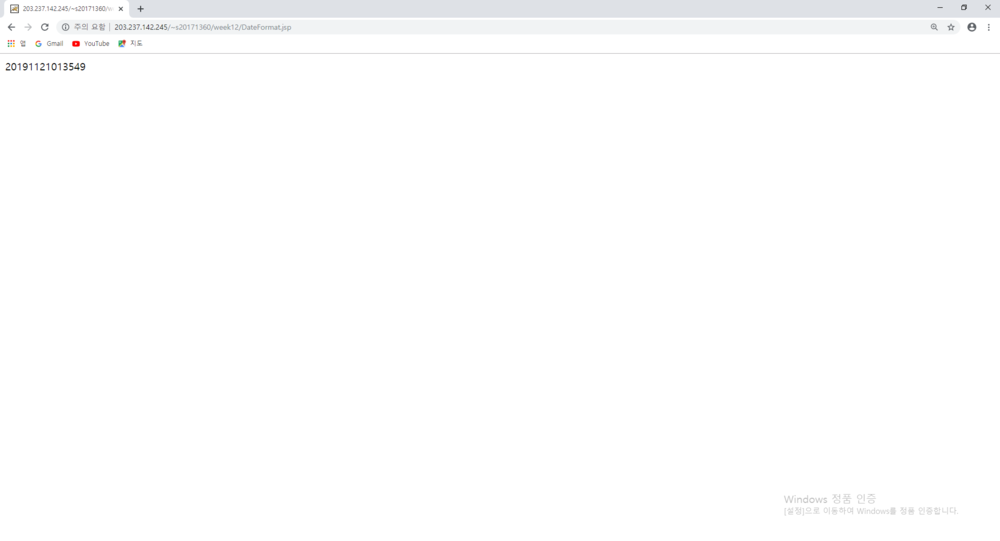 203.237.142.245/~s20171360/we
주의 요함 | 203.237.142.245/~s20171360/week12/DateFormat.jsp
앱 Gmail YouTube 지도
20191121013549
Windows 정품 인증
[설정]으로 이동하여 Windows를 정품 인증합니다.